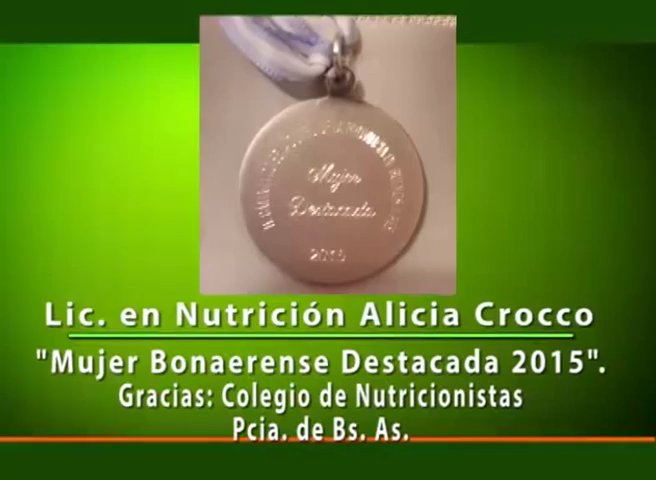 Mujer
Destacada
2015
Lic. en Nutrición Alicia Crocco
"Mujer Bonaerense Destacada 2015".
Gracias: Colegio de Nutricionistas
Pcia. de Bs. As.